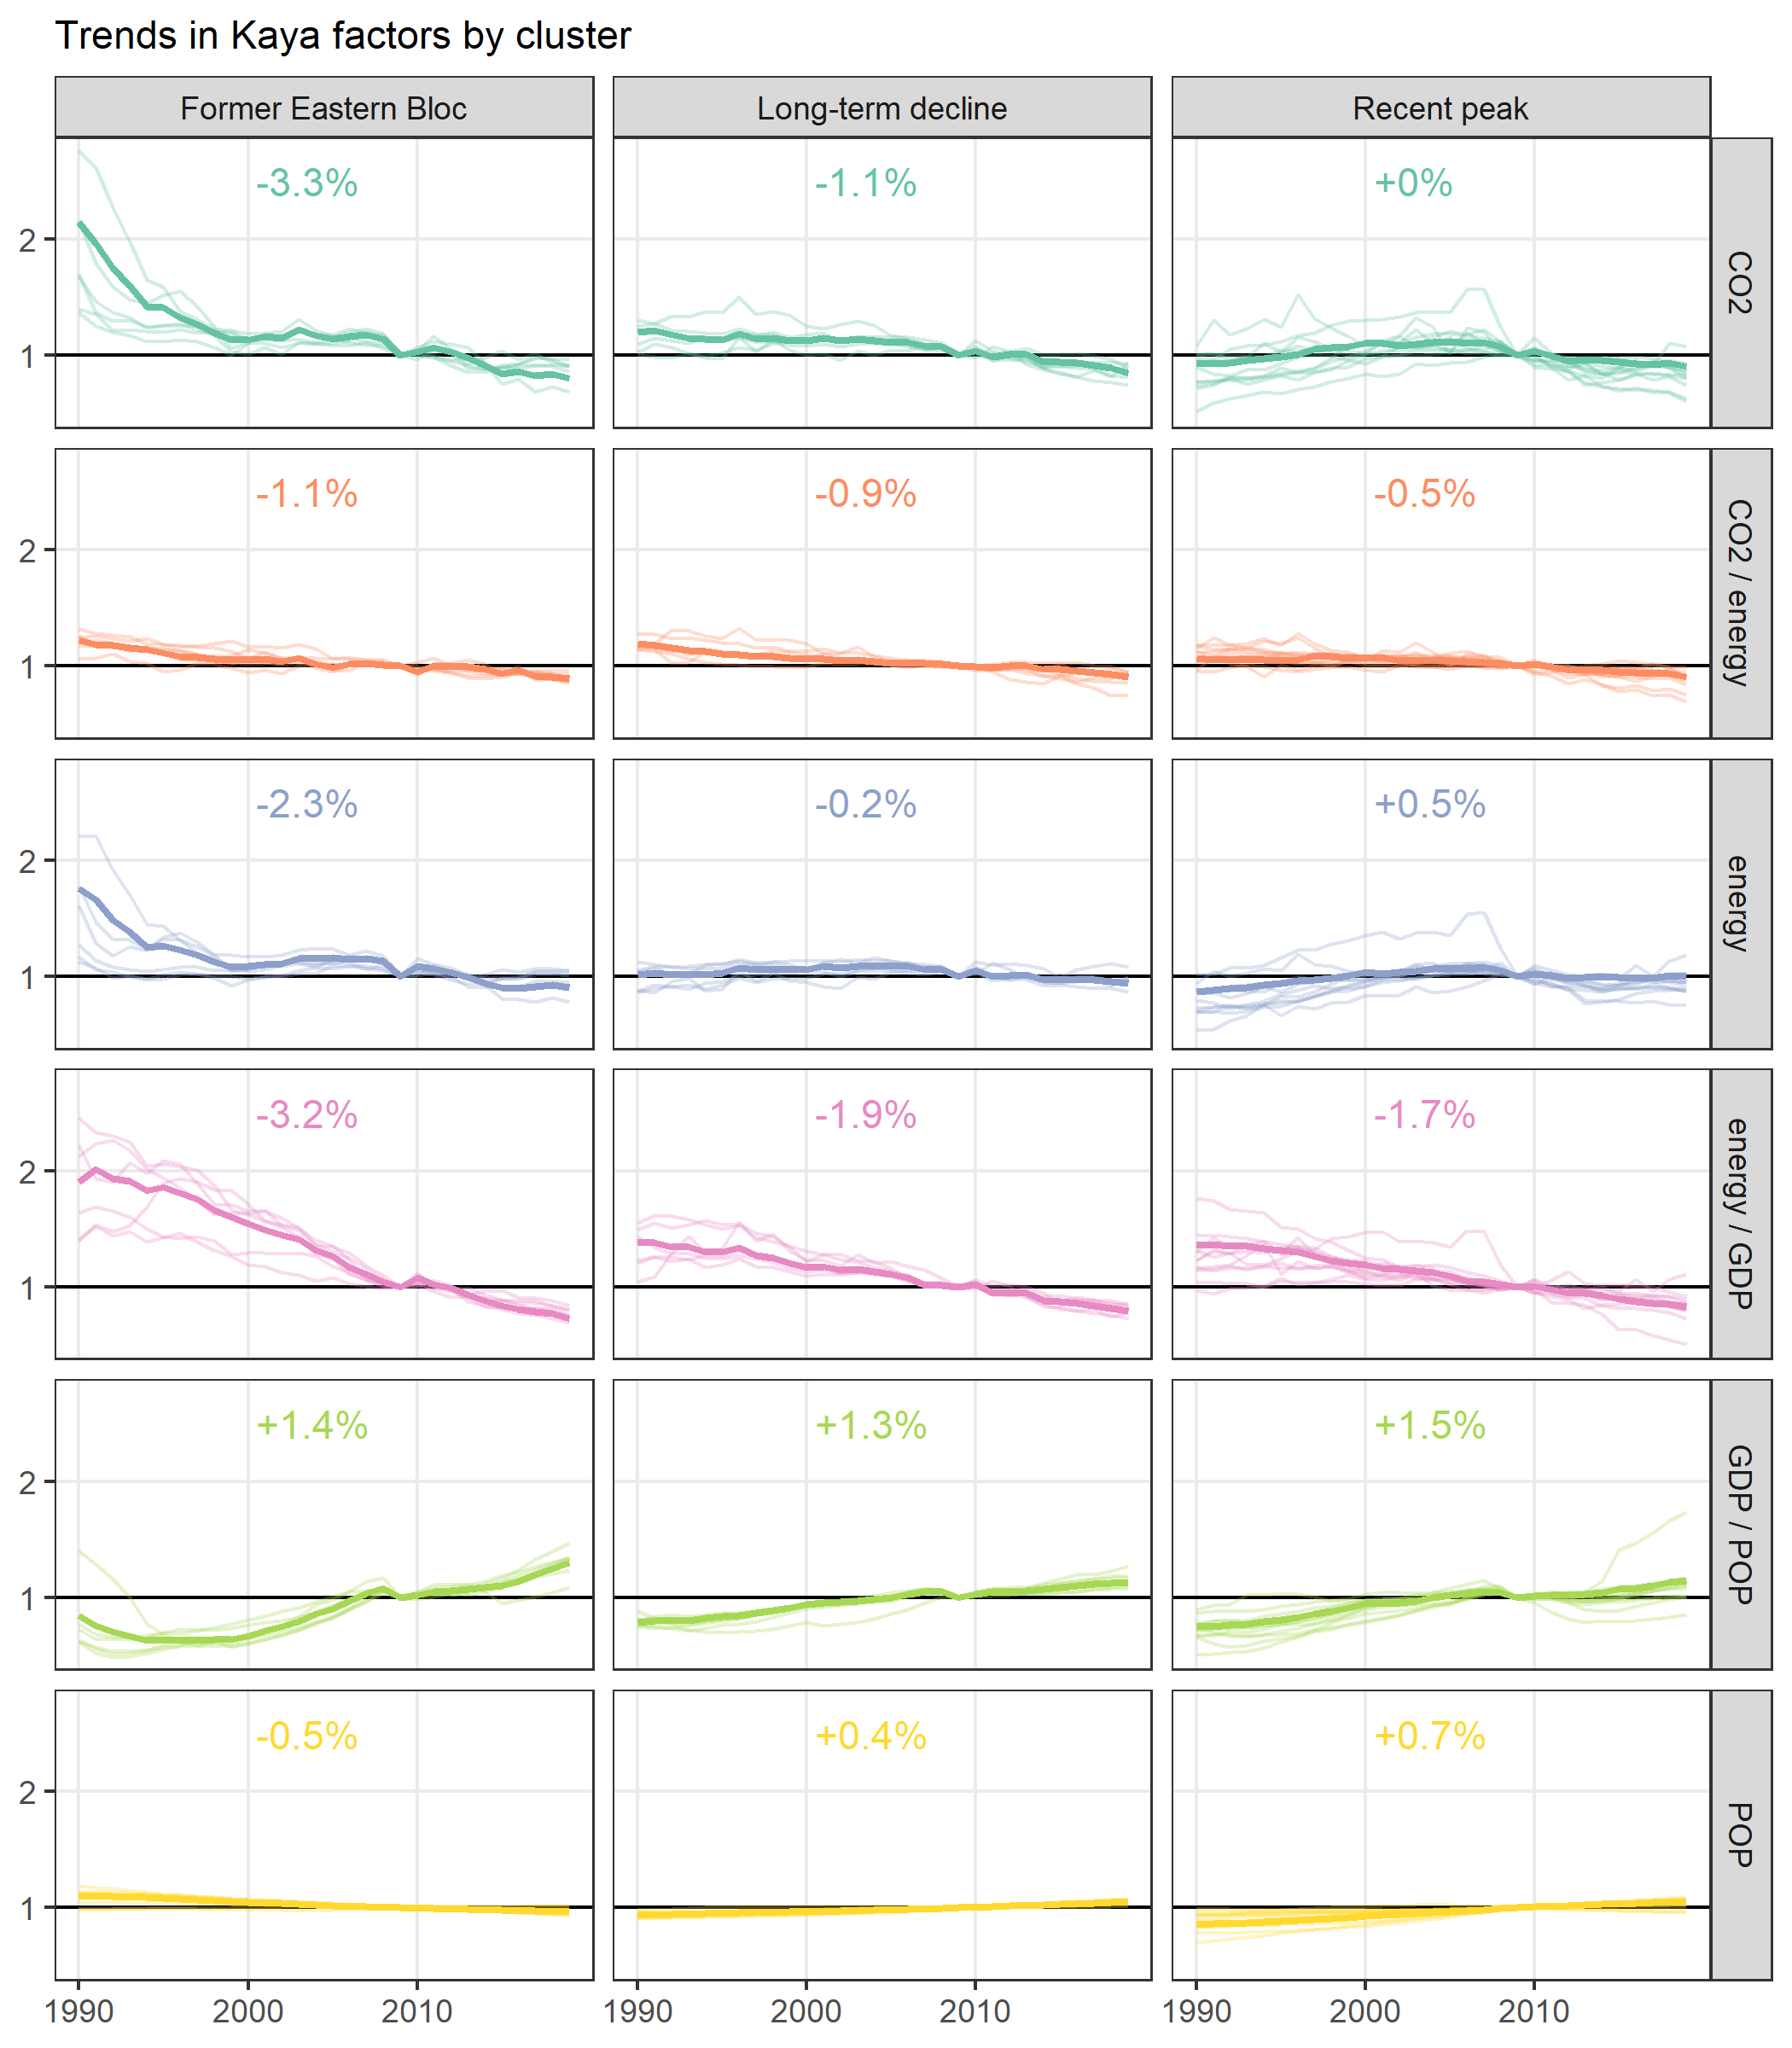 Trends in Kaya factors by cluster
Former Eastern Bloc
Long-term decline
Recent peak
-3.3%
-1.1%
+0%
CO2
2
1
-1.1%
-0.9%
-0.5%
CO2 / energy
2
1
-2.3%
-0.2%
+0.5%
energy
2
1
-3.2%
-1.9%
-1.7%
energy / GDP
2
1
+1.4%
+1.3%
+1.5%
GDP / POP
2
1
-0.5%
+0.4%
+0.7%
POP
2
1
1990 2000 2010
1990 2000 2010
1990 2000 2010